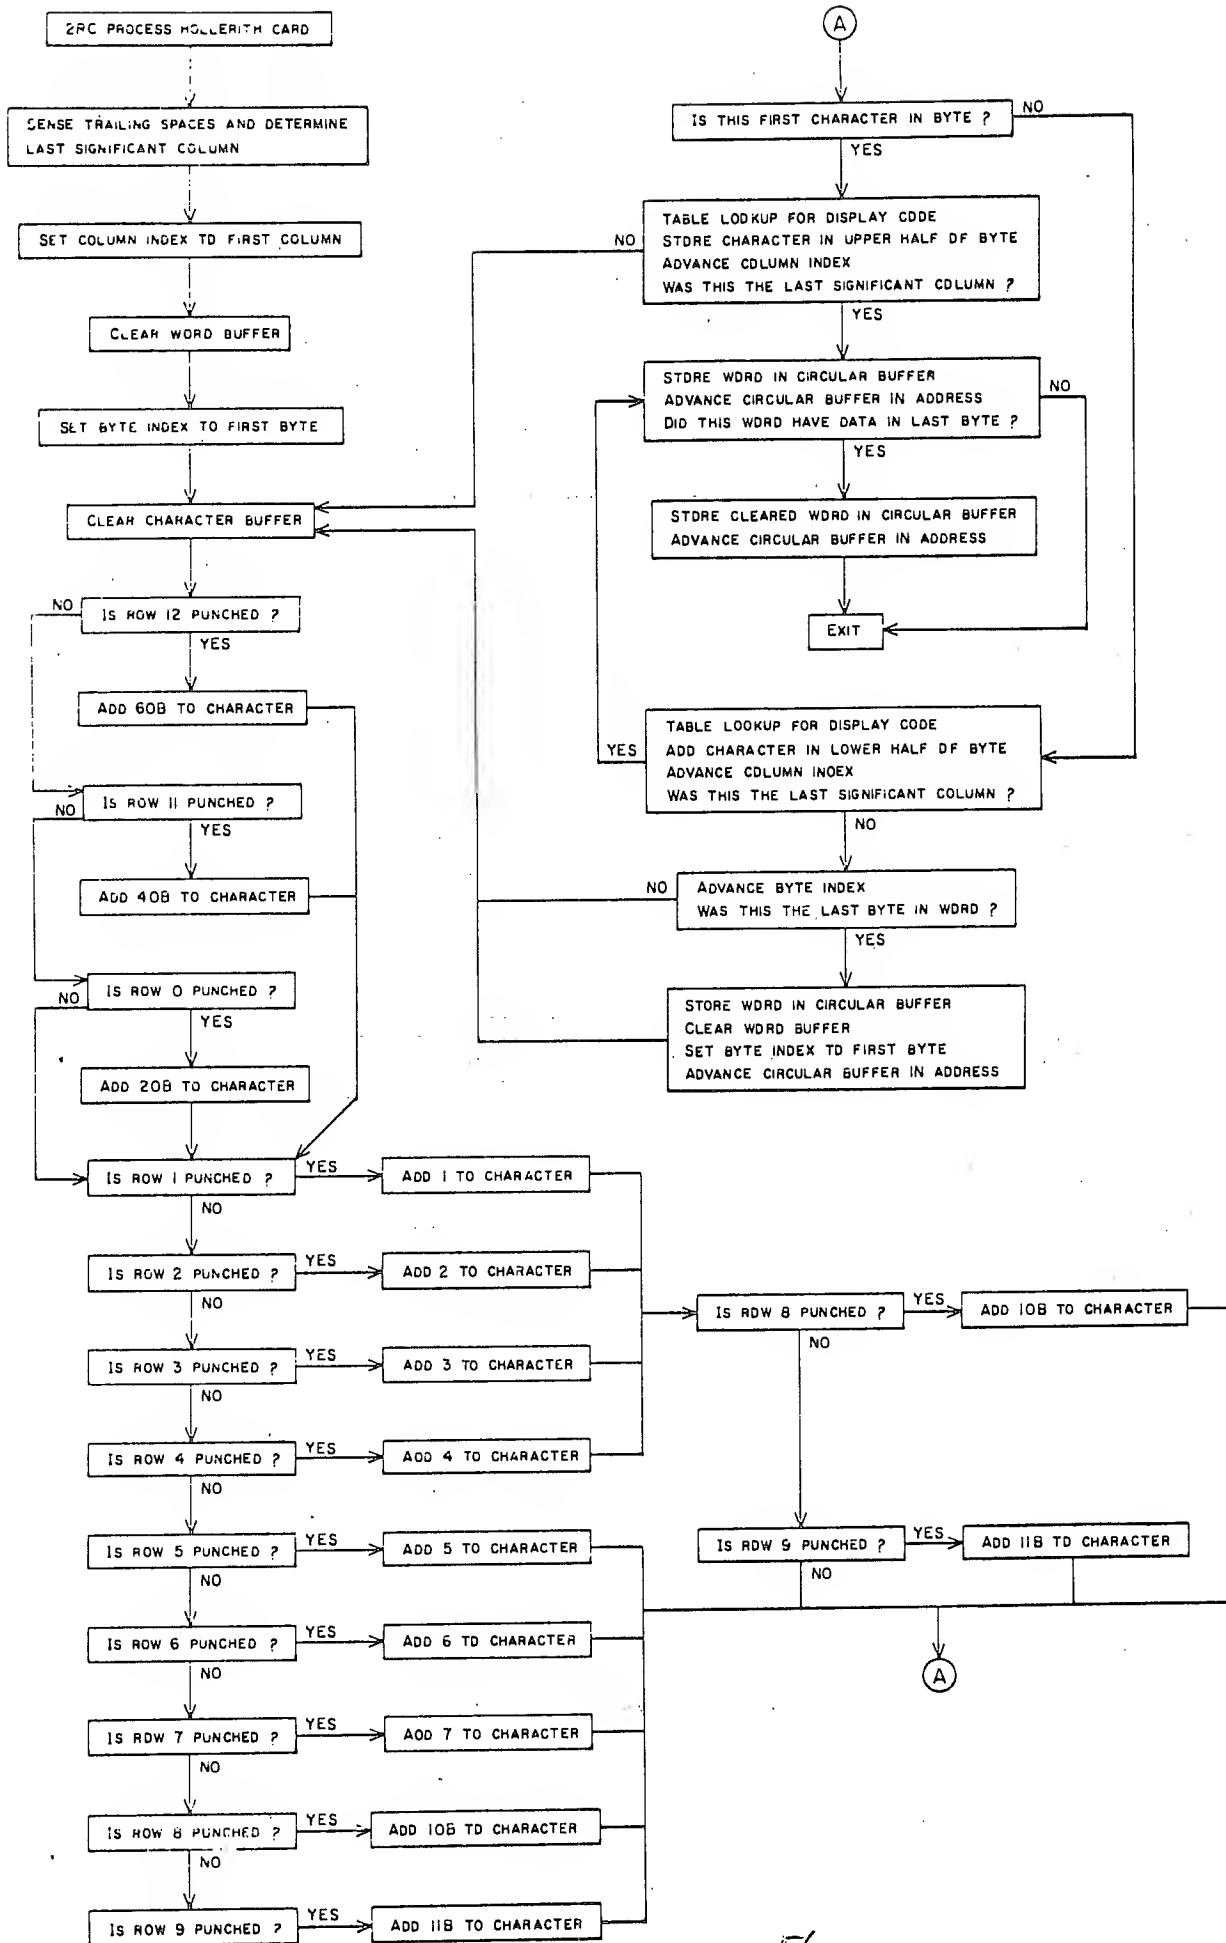 2RC PROCESS HOLLERITH CARD
SENSE TRAILING SPACES AND DETERMINE
LAST SIGNIFICANT COLUMN
SET COLUMN INDEX TO FIRST COLUMN
CLEAR WORD BUFFER
SET BYTE INDEX TO FIRST BYTE
CLEAR CHARACTER BUFFER
IS ROW 12 PUNCHED ?
NO
YES
ADD 60B TO CHARACTER
IS ROW 11 PUNCHED ?
NO
YES
ADD 40B TO CHARACTER
IS ROW 0 PUNCHED ?
NO
YES
ADD 20B TO CHARACTER
IS ROW 1 PUNCHED ?
YES
ADD 1 TO CHARACTER
NO
IS ROW 2 PUNCHED ?
YES
ADD 2 TO CHARACTER
NO
IS ROW 3 PUNCHED ?
YES
ADD 3 TO CHARACTER
NO
IS ROW 4 PUNCHED ?
YES
ADD 4 TO CHARACTER
NO
IS ROW 5 PUNCHED ?
YES
ADD 5 TO CHARACTER
NO
IS ROW 6 PUNCHED ?
YES
ADD 6 TO CHARACTER
NO
IS ROW 7 PUNCHED ?
YES
ADD 7 TO CHARACTER
NO
IS ROW 8 PUNCHED ?
YES
ADD 10B TO CHARACTER
NO
IS ROW 9 PUNCHED ?
YES
ADD 11B TO CHARACTER
IS ROW 8 PUNCHED ?
YES
ADD 10B TO CHARACTER
NO
IS ROW 9 PUNCHED ?
YES
ADD 11B TO CHARACTER
NO
A
A
IS THIS FIRST CHARACTER IN BYTE ?
NO
YES
TABLE LOOKUP FOR DISPLAY CODE
STORE CHARACTER IN UPPER HALF OF BYTE
ADVANCE COLUMN INDEX
WAS THIS THE LAST SIGNIFICANT COLUMN ?
NO
YES
STORE WORD IN CIRCULAR BUFFER
ADVANCE CIRCULAR BUFFER IN ADDRESS
DID THIS WORD HAVE DATA IN LAST BYTE ?
NO
YES
STORE CLEARED WORD IN CIRCULAR BUFFER
ADVANCE CIRCULAR BUFFER IN ADDRESS
EXIT
TABLE LOOKUP FOR DISPLAY CODE
ADD CHARACTER IN LOWER HALF OF BYTE
ADVANCE COLUMN INDEX
WAS THIS THE LAST SIGNIFICANT COLUMN ?
YES
NO
ADVANCE BYTE INDEX
WAS THIS THE LAST BYTE IN WORD ?
NO
YES
STORE WORD IN CIRCULAR BUFFER
CLEAR WORD BUFFER
SET BYTE INDEX TO FIRST BYTE
ADVANCE CIRCULAR BUFFER IN ADDRESS